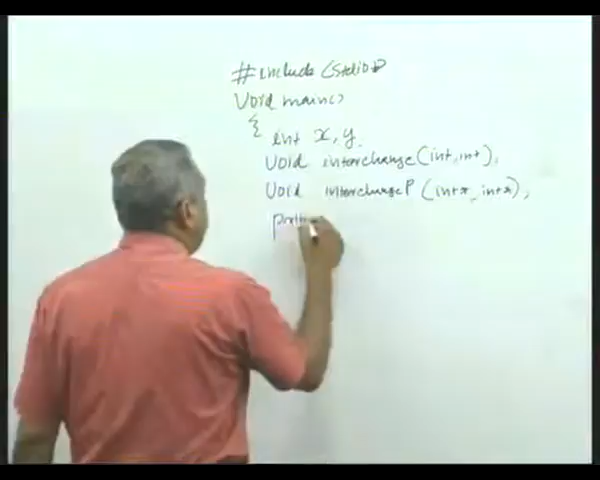 #include <stdio>
Void main()
{ int x, y.
Void interchange(int, int),
Void interchangeP (int*, int*),